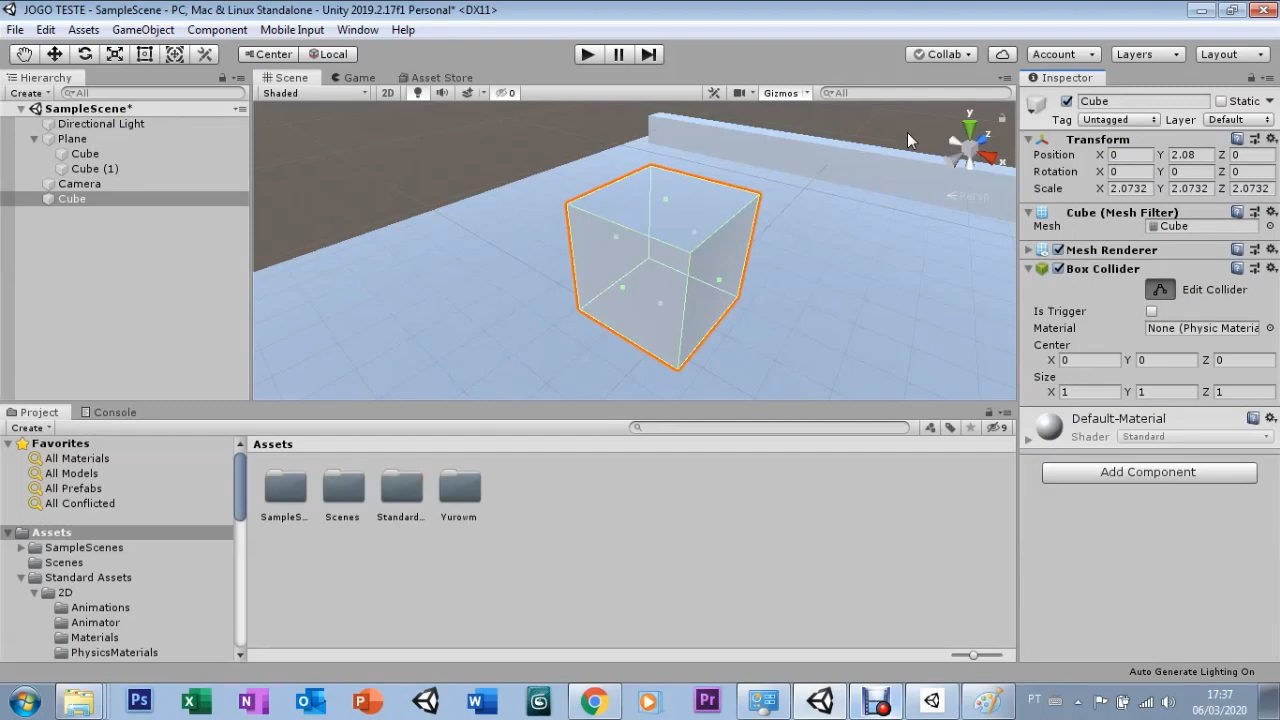 JOGO TESTE - SampleScene - PC, Mac & Linux Standalone - Unity 2019.2.17f1 Personal* <DX11>
File Edit Assets GameObject Component Mobile Input Window Help
Center Local Collab Account Layers Layout
Hierarchy
Create All
SampleScene*
Directional Light
Plane
Cube
Cube (1)
Camera
Cube
Scene Game Asset Store
Shaded 2D 0 Gizmos All
y
z
x
Persp
Inspector
Cube Static
Tag Untagged Layer Default
Transform
Position X 0 Y 2.08 Z 0
Rotation X 0 Y 0 Z 0
Scale X 2.0732 Y 2.0732 Z 2.0732
Cube (Mesh Filter)
Mesh Cube
Mesh Renderer
Box Collider
Edit Collider
Is Trigger
Material None (Physic Materia
Center
X 0 Y 0 Z 0
Size
X 1 Y 1 Z 1
Default-Material
Shader Standard
Add Component
Project Console
Create 9
Favorites
All Materials
All Models
All Prefabs
All Conflicted
Assets
SampleScenes
Scenes
Standard Assets
2D
Animations
Animator
Materials
PhysicsMaterials
Assets
SampleS... Scenes Standard... Yurowm
Auto Generate Lighting On
Ps X N O P W Pr
PT
17:37
06/03/2020